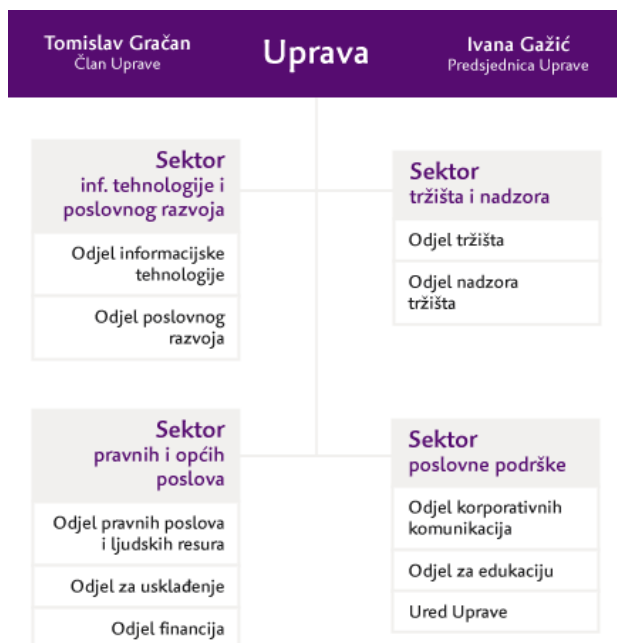 Tomislav Gračan
Član Uprave
Uprava
Ivana Gažić
Predsjednica Uprave
Sektor
inf. tehnologije i
poslovnog razvoja
Odjel informacijske
tehnologije
Odjel poslovnog
razvoja
Sektor
tržišta i nadzora
Odjel tržišta
Odjel nadzora
tržišta
Sektor
pravnih i općih
poslova
Odjel pravnih poslova
i ljudskih resura
Odjel za usklađenje
Odjel financija
Sektor
poslovne podrške
Odjel korporativnih
komunikacija
Odjel za edukaciju
Ured Uprave